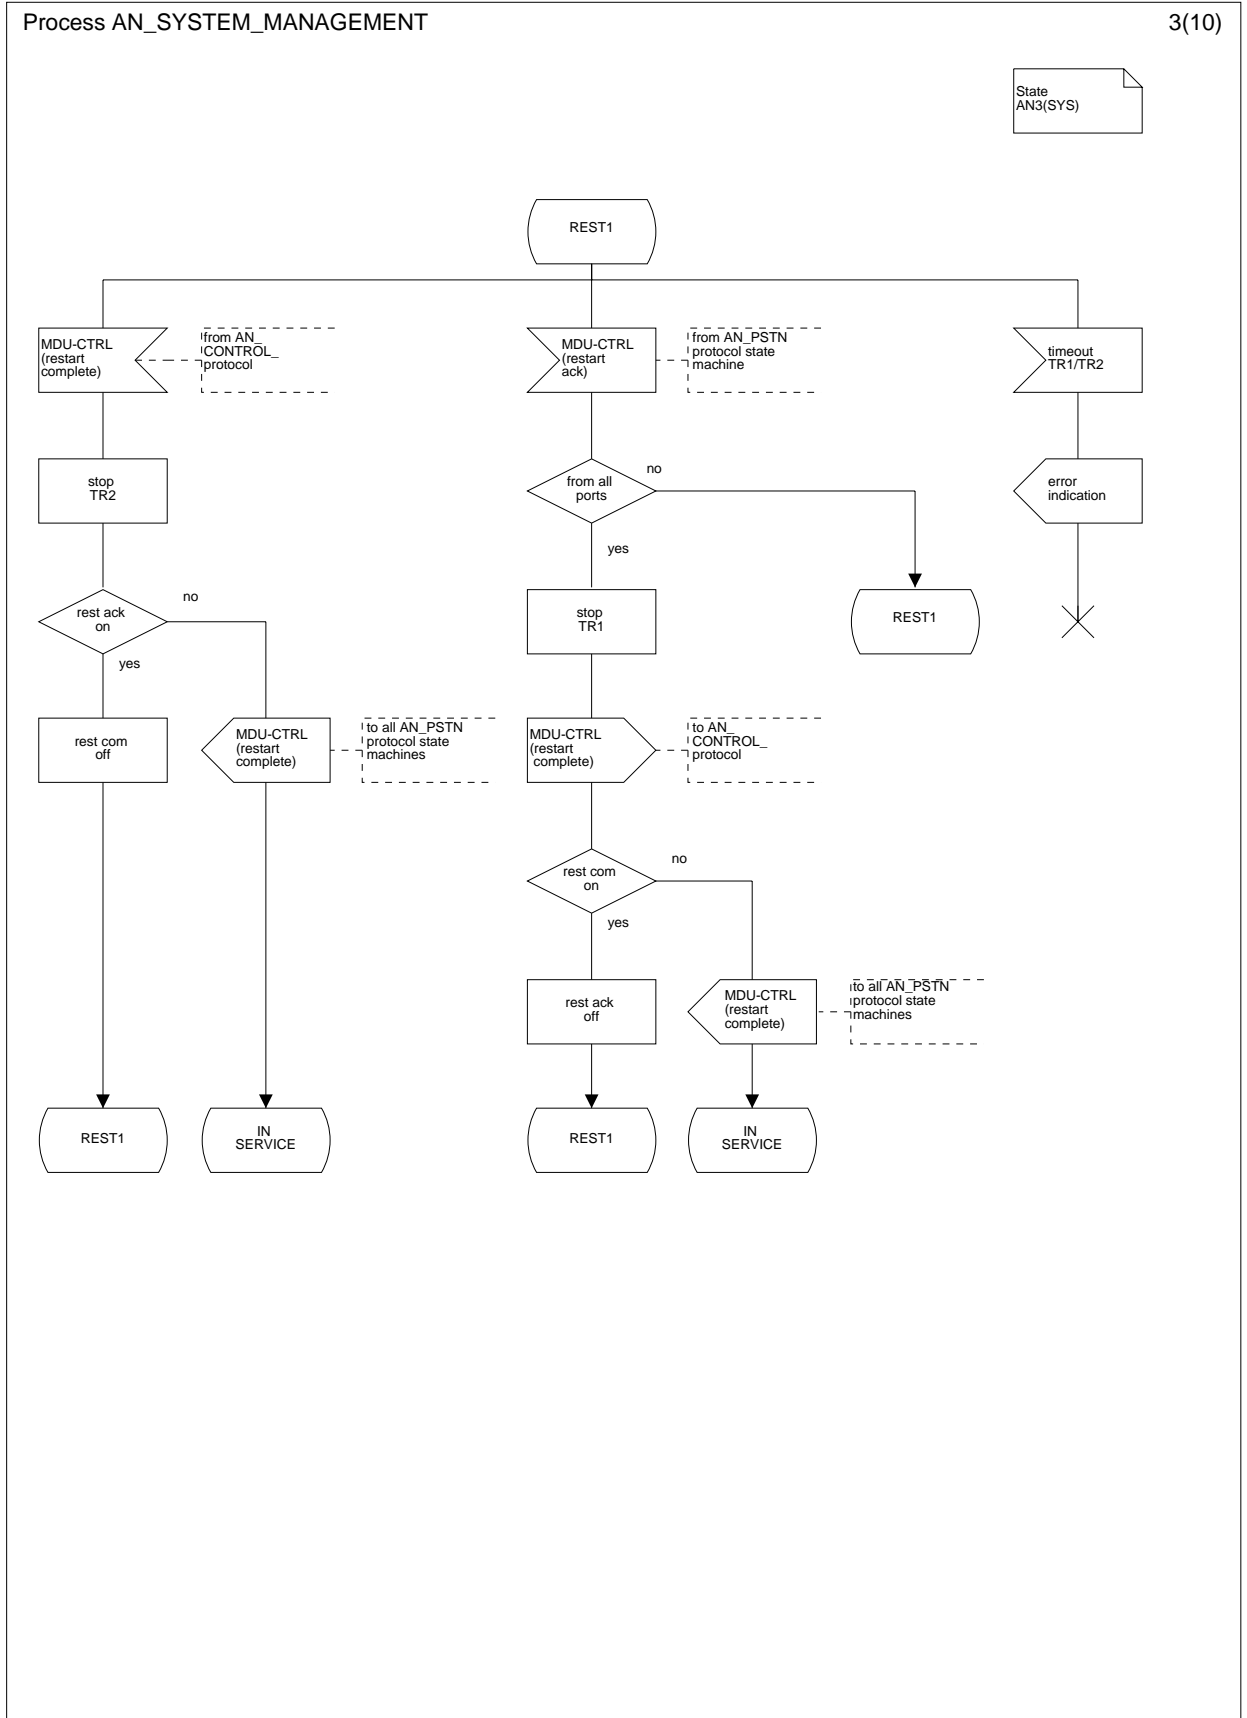 Process AN_SYSTEM_MANAGEMENT
3(10)
State
AN3(SYS)
REST1
MDU-CTRL
(restart
complete)
from AN_
CONTROL_
protocol
MDU-CTRL
(restart
ack)
from AN_PSTN
protocol state
machine
timeout
TR1/TR2
stop
TR2
from all
ports
no
yes
error
indication
rest ack
on
no
yes
stop
TR1
REST1
rest com
off
MDU-CTRL
(restart
complete)
to all AN_PSTN
protocol state
machines
MDU-CTRL
(restart
complete)
to AN_
CONTROL_
protocol
rest com
on
no
yes
rest ack
off
MDU-CTRL
(restart
complete)
to all AN_PSTN
protocol state
machines
REST1
IN
SERVICE
REST1
IN
SERVICE